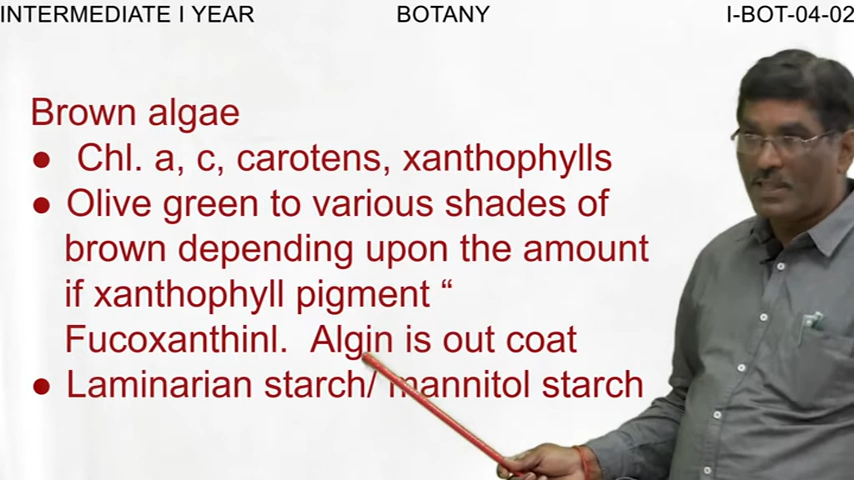 INTERMEDIATE I YEAR BOTANY I-BOT-04-02
Brown algae
● Chl. a, c, carotens, xanthophylls
● Olive green to various shades of
brown depending upon the amount
if xanthophyll pigment “
Fucoxanthinl. Algin is out coat
● Laminarian starch/ mannitol starch